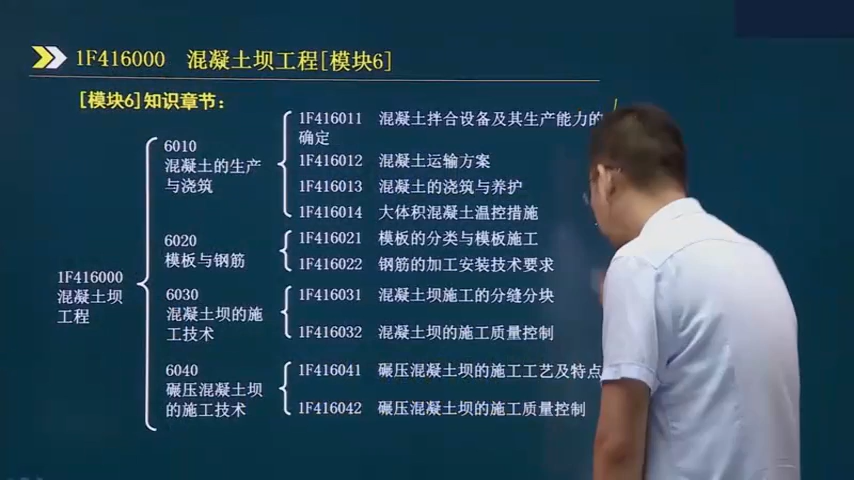 1F416000 混凝土坝工程[模块6]
[模块6]知识章节：
1F416000
混凝土坝
工程
6010
混凝土的生产
与浇筑
1F416011 混凝土拌合设备及其生产能力的
确定
1F416012 混凝土运输方案
1F416013 混凝土的浇筑与养护
1F416014 大体积混凝土温控措施
6020
模板与钢筋
1F416021 模板的分类与模板施工
1F416022 钢筋的加工安装技术要求
6030
混凝土坝的施
工技术
1F416031 混凝土坝施工的分缝分块
1F416032 混凝土坝的施工质量控制
6040
碾压混凝土坝
的施工技术
1F416041 碾压混凝土坝的施工工艺及特点
1F416042 碾压混凝土坝的施工质量控制